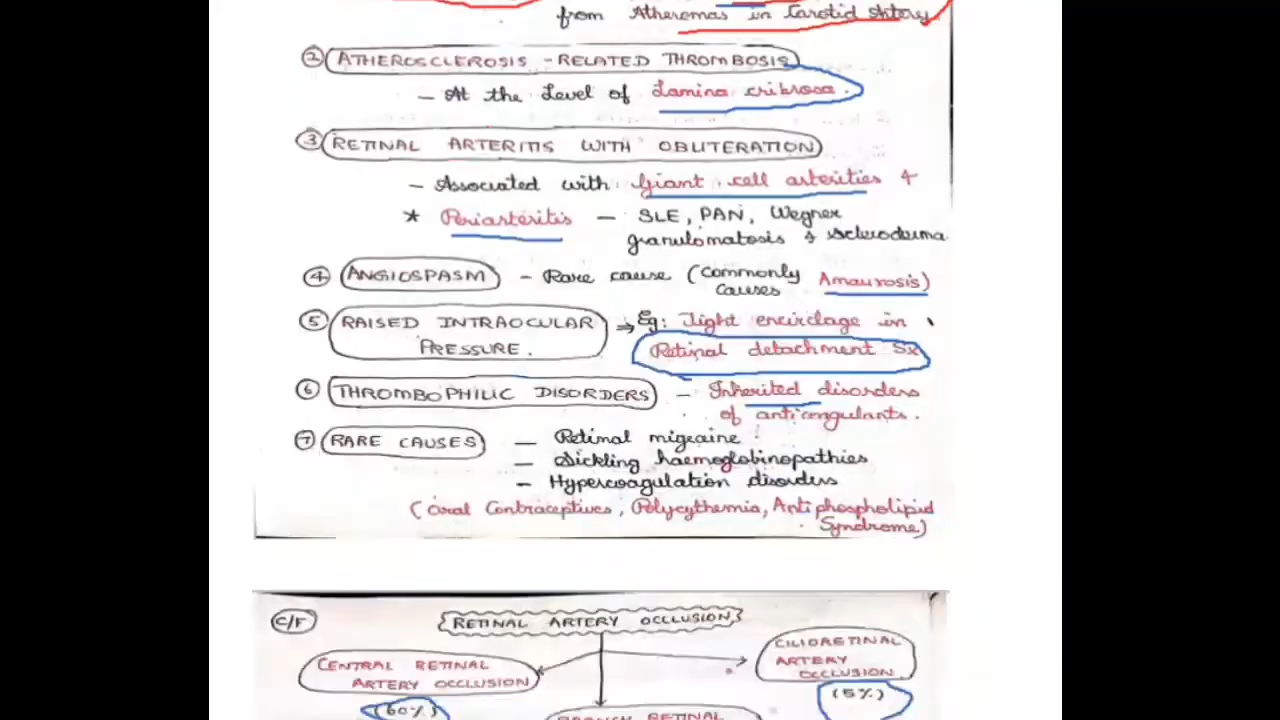 from Atheromas in Carotid Artery
② ATHEROSCLEROSIS - RELATED THROMBOSIS
- At the Level of Lamina cribrosa.
③ RETINAL ARTERITIS WITH OBLITERATION
- Associated with Giant cell arterities &
* Periarteritis - SLE, PAN, Wegner
granulomatosis & Scleroderma
④ ANGIOSPASM - Rare cause (Commonly
causes Amaurosis)
⑤ RAISED INTRAOCULAR ⇒ Eg: Tight encirclage in
PRESSURE. Retinal detachment Sx
⑥ THROMBOPHILIC DISORDERS - Inherited disorders
of anticongulants.
⑦ RARE CAUSES - Retinal migraine
- Sickling haemoglobinopathies
- Hypercoagulation disorders
(Oral Contraceptives, Polycythemia, Antiphospholipid
Syndrome)
C/F RETINAL ARTERY OCCLUSION
CENTRAL RETINAL
ARTERY OCCLUSION
(60%)
CILIORETINAL
ARTERY
OCCLUSION
(5%)
BRANCH RETINAL